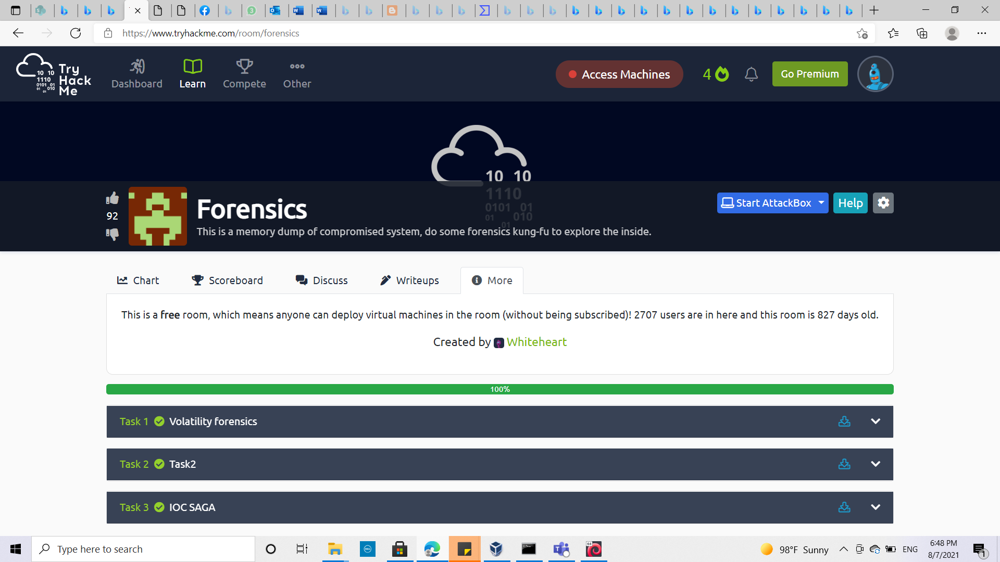 3
https://www.tryhackme.com/room/forensics
10 10
1110
0101 01
01 010
01
Try
Hack
Me
Dashboard
Learn
Compete
Other
Access Machines
4
Go Premium
10 10
1110
0101 01
01 010
01
92
Forensics
This is a memory dump of compromised system, do some forensics kung-fu to explore the inside.
Start AttackBox
Help
Chart
Scoreboard
Discuss
Writeups
More
This is a free room, which means anyone can deploy virtual machines in the room (without being subscribed)! 2707 users are in here and this room is 827 days old.
Created by Whiteheart
100%
Task 1 Volatility forensics
Task 2 Task2
Task 3 IOC SAGA
Type here to search
DELL
64
98°F Sunny
ENG
6:48 PM
8/7/2021
1